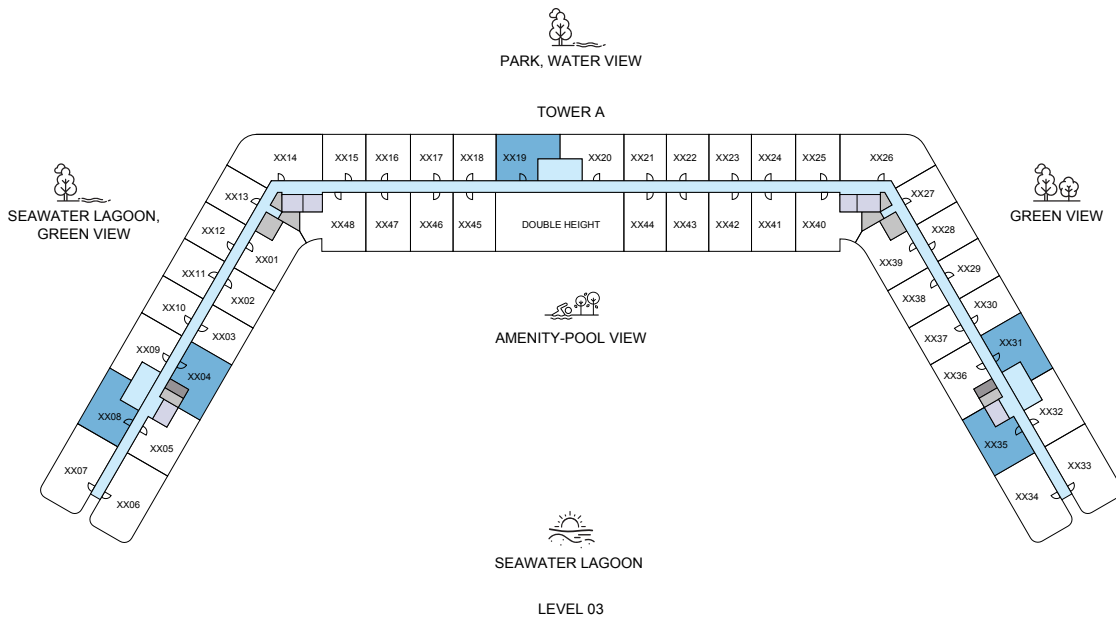 PARK, WATER VIEW
TOWER A
XX14
XX15
XX16
XX17
XX18
XX19
XX20
XX21
XX22
XX23
XX24
XX25
XX26
XX13
XX27
SEAWATER LAGOON,
GREEN VIEW
GREEN VIEW
XX12
XX01
XX48
XX47
XX46
XX45
DOUBLE HEIGHT
XX44
XX43
XX42
XX41
XX40
XX39
XX28
XX11
XX02
XX38
XX29
XX10
XX03
XX37
XX30
AMENITY-POOL VIEW
XX09
XX04
XX36
XX31
XX08
XX05
XX35
XX32
XX07
XX06
XX34
XX33
SEAWATER LAGOON
LEVEL 03